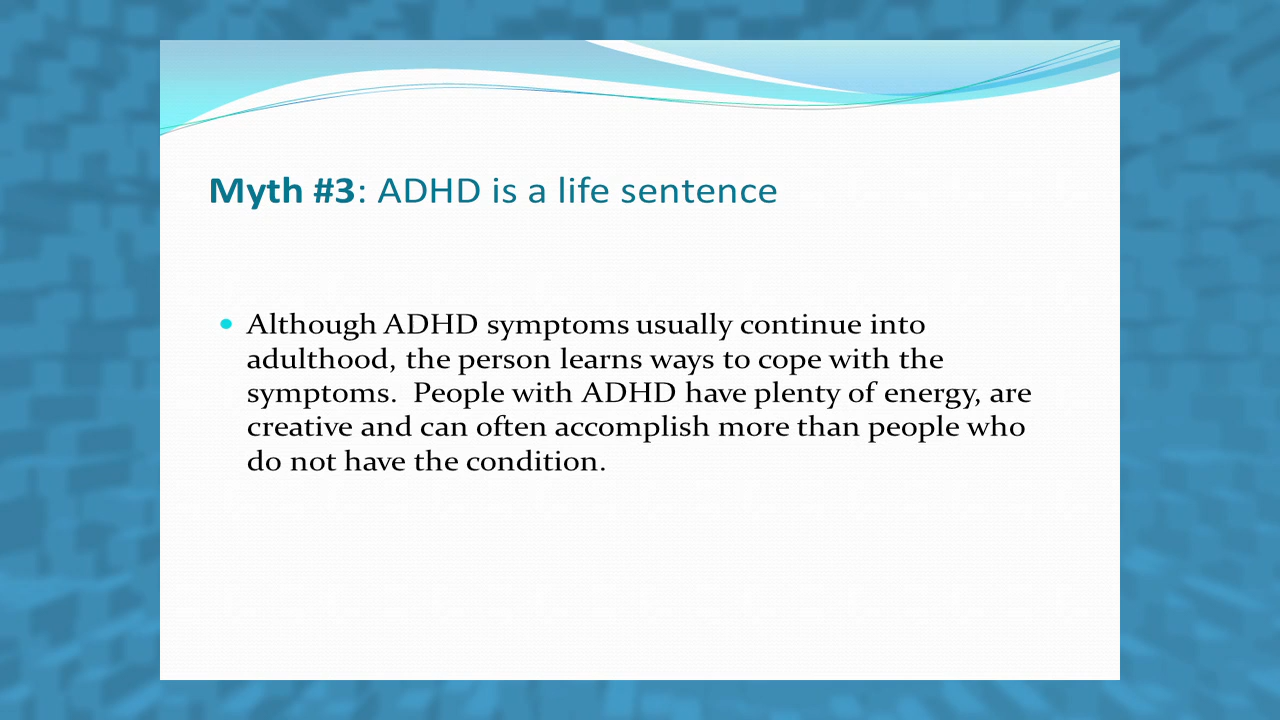 Myth #3: ADHD is a life sentence
• Although ADHD symptoms usually continue into
adulthood, the person learns ways to cope with the
symptoms.  People with ADHD have plenty of energy, are
creative and can often accomplish more than people who
do not have the condition.